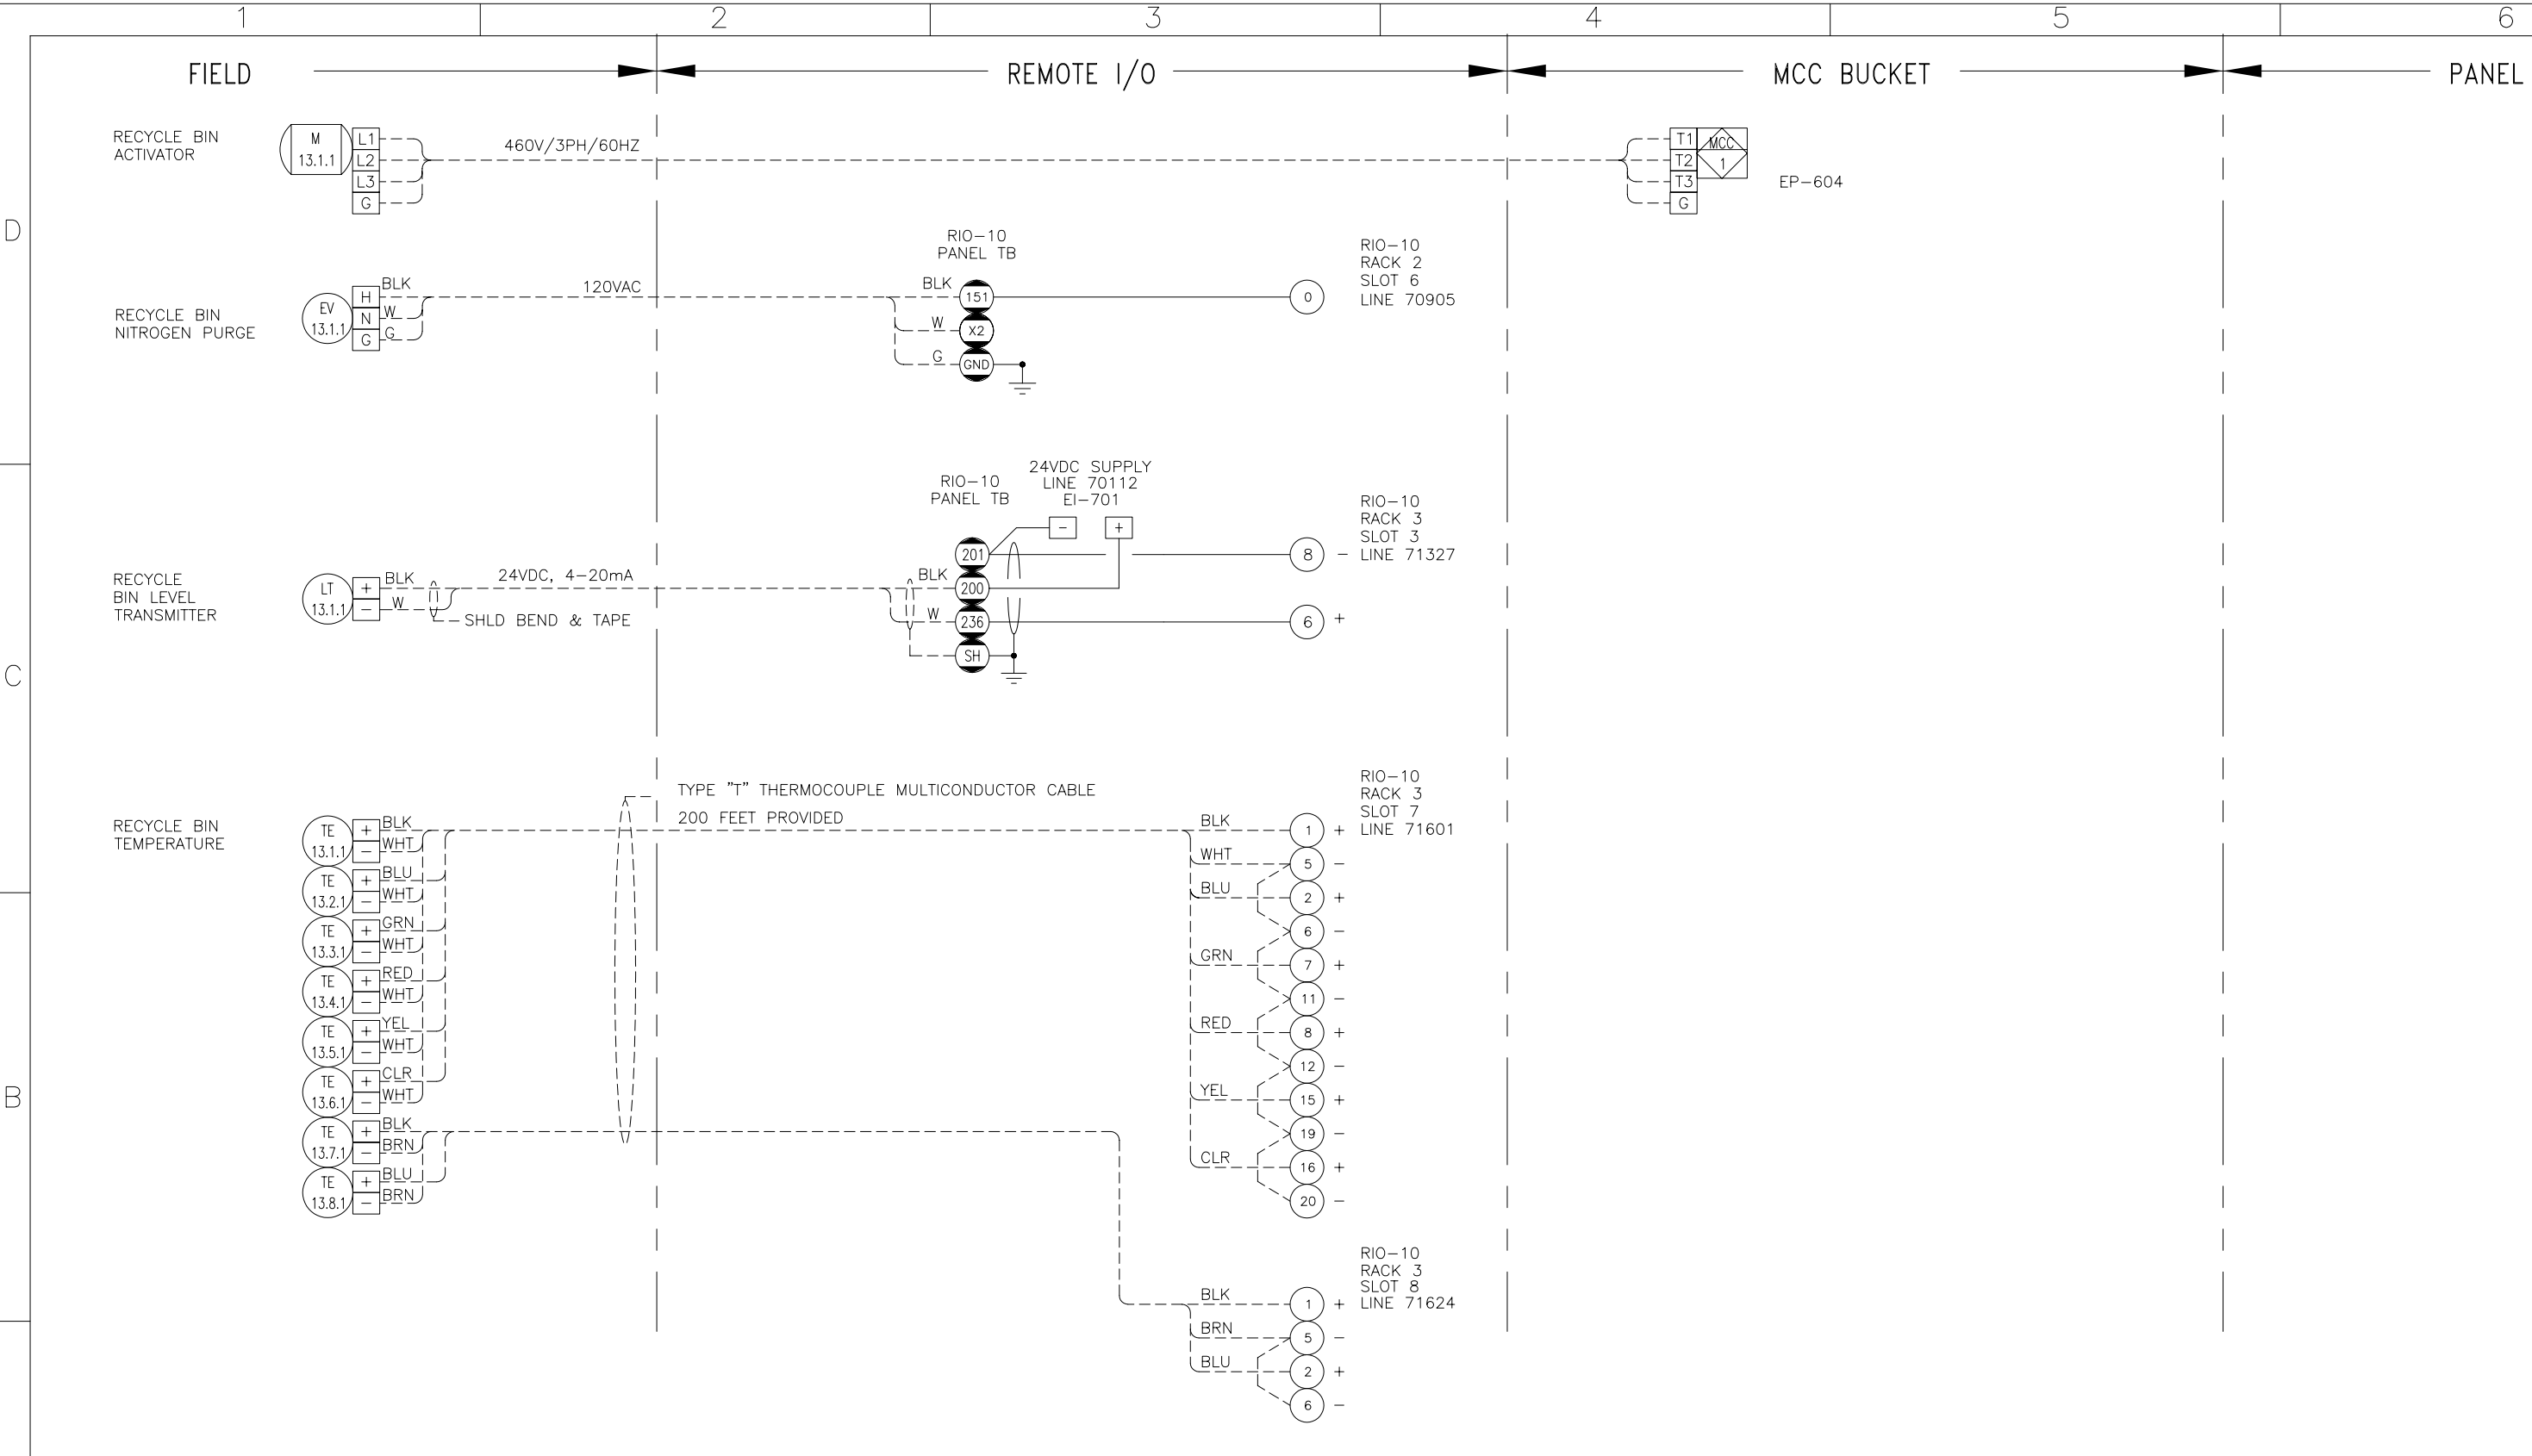 1 2 3 4 5 6
FIELD REMOTE I/O MCC BUCKET PANEL
D
C
B
RECYCLE BIN
ACTIVATOR
M
13.1.1
L1
L2
L3
G
460V/3PH/60HZ
T1
T2
T3
G
MCC
1
EP-604
RECYCLE BIN
NITROGEN PURGE
EV
13.1.1
H BLK
N W
G G
120VAC
RIO-10
PANEL TB
BLK 151
W X2
G GND
0
RIO-10
RACK 2
SLOT 6
LINE 70905
RECYCLE
BIN LEVEL
TRANSMITTER
LT
13.1.1
+ BLK
- W
24VDC, 4-20mA
SHLD BEND & TAPE
RIO-10
PANEL TB
24VDC SUPPLY
LINE 70112
EI-701
- +
201
BLK 200
W 236
SH
8 -
6 +
RIO-10
RACK 3
SLOT 3
LINE 71327
RECYCLE BIN
TEMPERATURE
TYPE "T" THERMOCOUPLE MULTICONDUCTOR CABLE
200 FEET PROVIDED
TE
13.1.1
+ BLK
- WHT
TE
13.2.1
+ BLU
- WHT
TE
13.3.1
+ GRN
- WHT
TE
13.4.1
+ RED
- WHT
TE
13.5.1
+ YEL
- WHT
TE
13.6.1
+ CLR
- WHT
TE
13.7.1
+ BLK
- BRN
TE
13.8.1
+ BLU
- BRN
RIO-10
RACK 3
SLOT 7
LINE 71601
BLK 1 +
WHT 5 -
BLU 2 +
6 -
GRN 7 +
11 -
RED 8 +
12 -
YEL 15 +
19 -
CLR 16 +
20 -
RIO-10
RACK 3
SLOT 8
LINE 71624
BLK 1 +
BRN 5 -
BLU 2 +
6 -